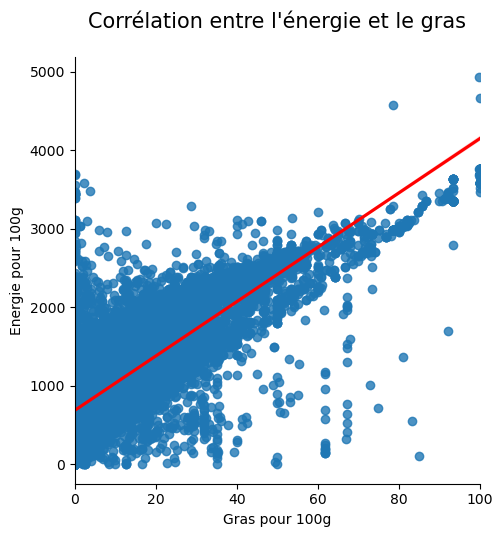 Corrélation entre l'énergie et le gras
5000
4000
3000
2000
1000
0
Energie pour 100g
0 20 40 60 80 100
Gras pour 100g